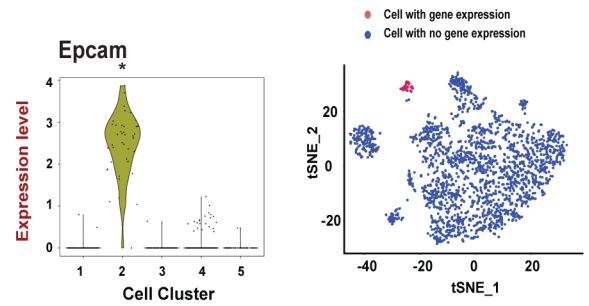 Epcam
*
Expression level
4
3
2
1
0
1 2 3 4 5
Cell Cluster
Cell with gene expression
Cell with no gene expression
tSNE_2
20
0
-20
-40 -20 0 20
tSNE_1